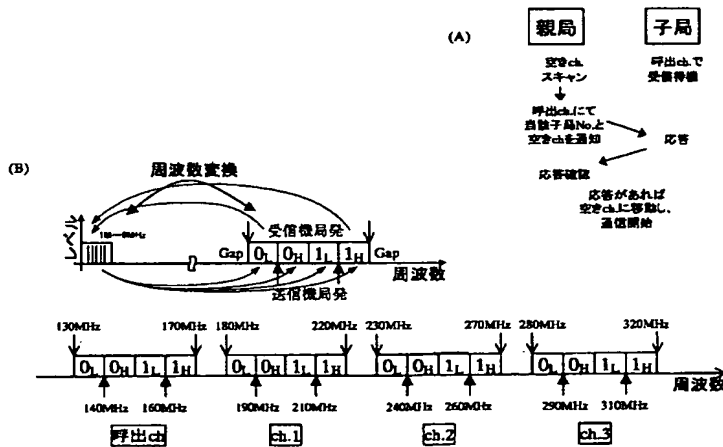 (A)
親局 子局
空きch. 呼出ch.で
スキャン 受信待機
呼出ch.にて
当該子局No.と
空きchを通知 応答
応答確認
応答があれば
空きch.に移動し、
通信開始
(B)
周波数変換
レベル
受信機局発
Gap 0L 0H 1L 1H Gap
周波数
送信機局発
130MHz 170MHz 180MHz 220MHz 230MHz 270MHz 280MHz 320MHz
0L 0H 1L 1H 0L 0H 1L 1H 0L 0H 1L 1H 0L 0H 1L 1H
周波数
140MHz 160MHz 190MHz 210MHz 240MHz 260MHz 290MHz 310MHz
呼出ch ch.1 ch.2 ch.3